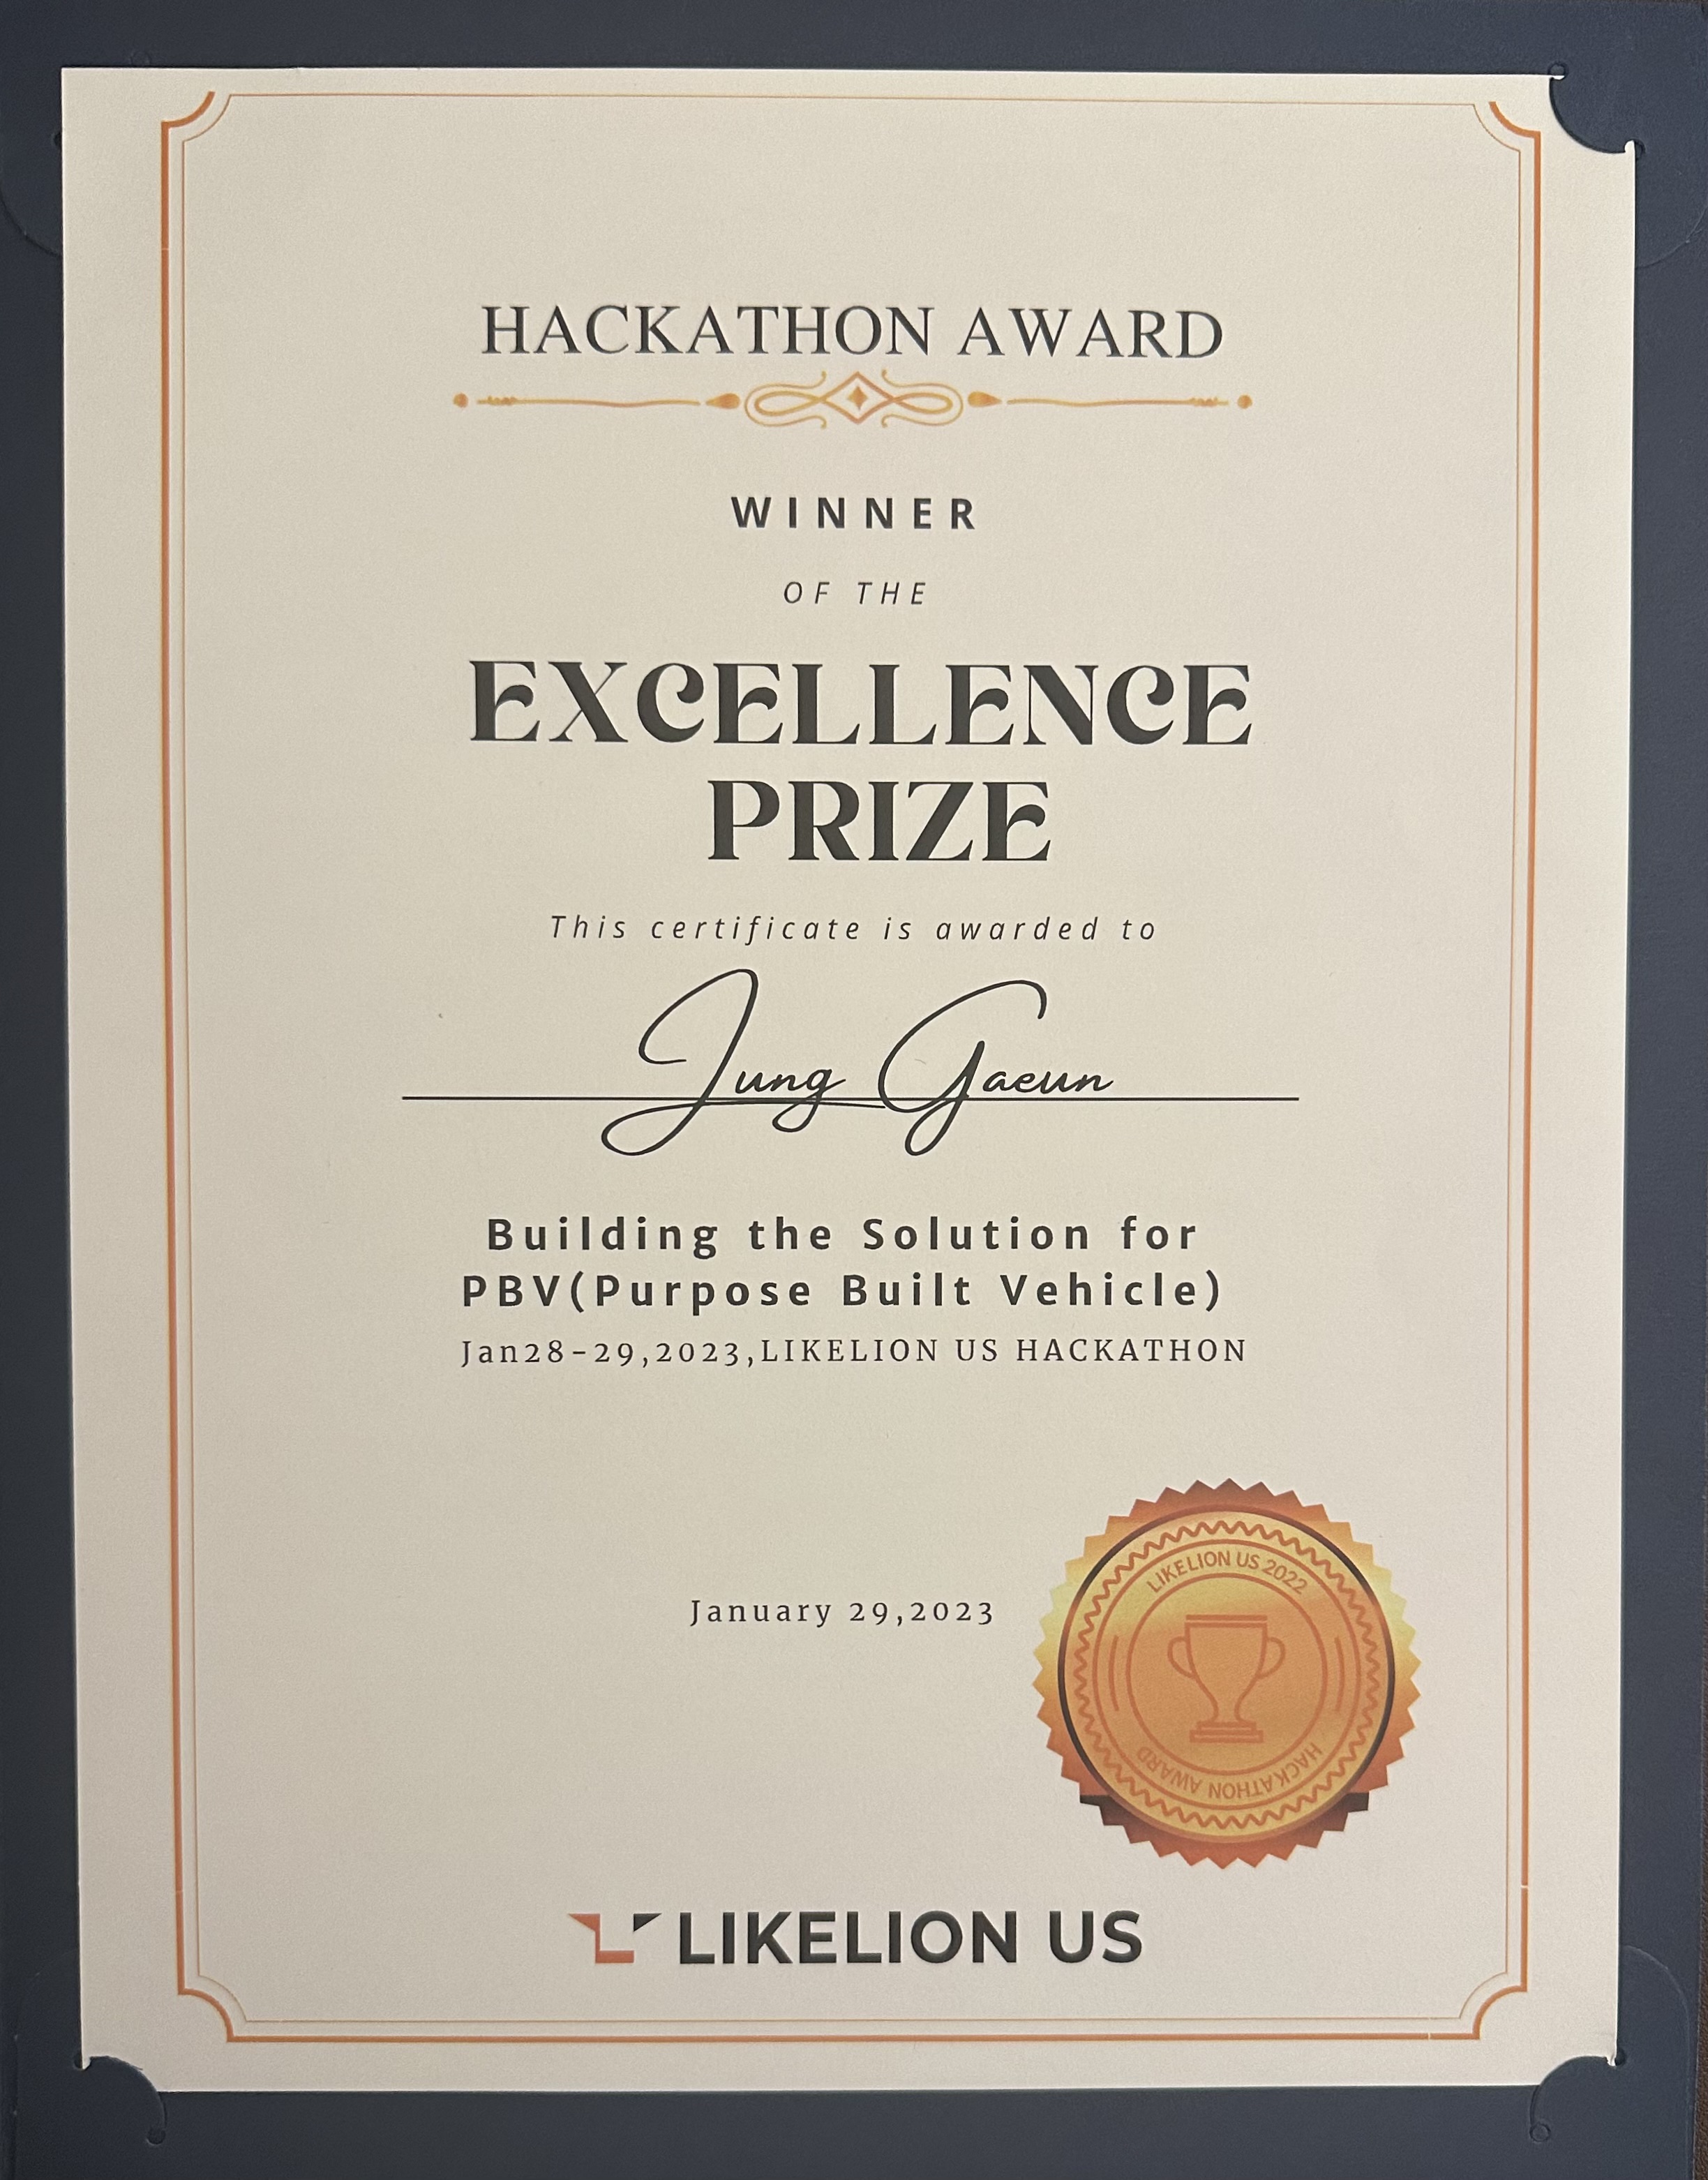 HACKATHON AWARD
WINNER
OF THE
EXCELLENCE
PRIZE
This certificate is awarded to
Jung Gaeun
Building the Solution for
PBV(Purpose Built Vehicle)
Jan28-29,2023,LIKELION US HACKATHON
January 29,2023
LIKELION US 2022
HACKATHON AWARD
LIKELION US